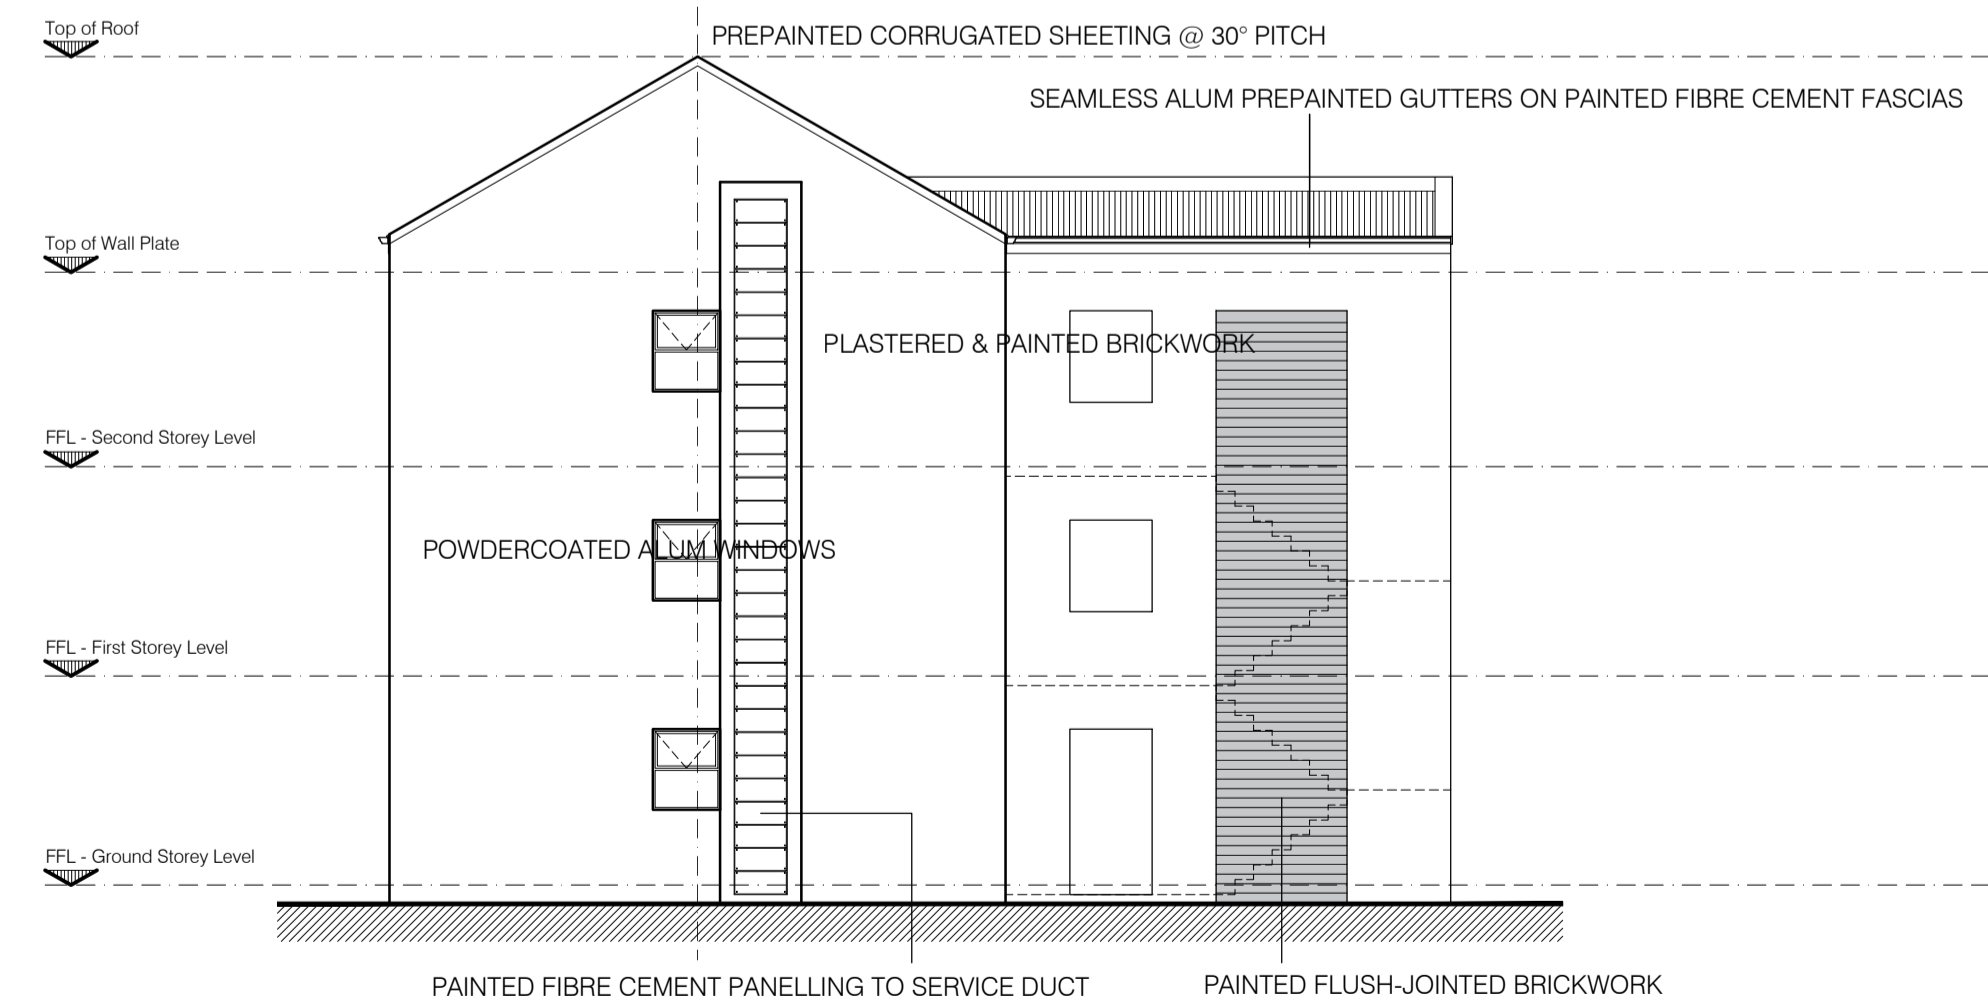 Top of Roof
PREPAINTED CORRUGATED SHEETING @ 30° PITCH
SEAMLESS ALUM PREPAINTED GUTTERS ON PAINTED FIBRE CEMENT FASCIAS
Top of Wall Plate
PLASTERED & PAINTED BRICKWORK
FFL - Second Storey Level
POWDERCOATED ALUM WINDOWS
FFL - First Storey Level
FFL - Ground Storey Level
PAINTED FIBRE CEMENT PANELLING TO SERVICE DUCT
PAINTED FLUSH-JOINTED BRICKWORK